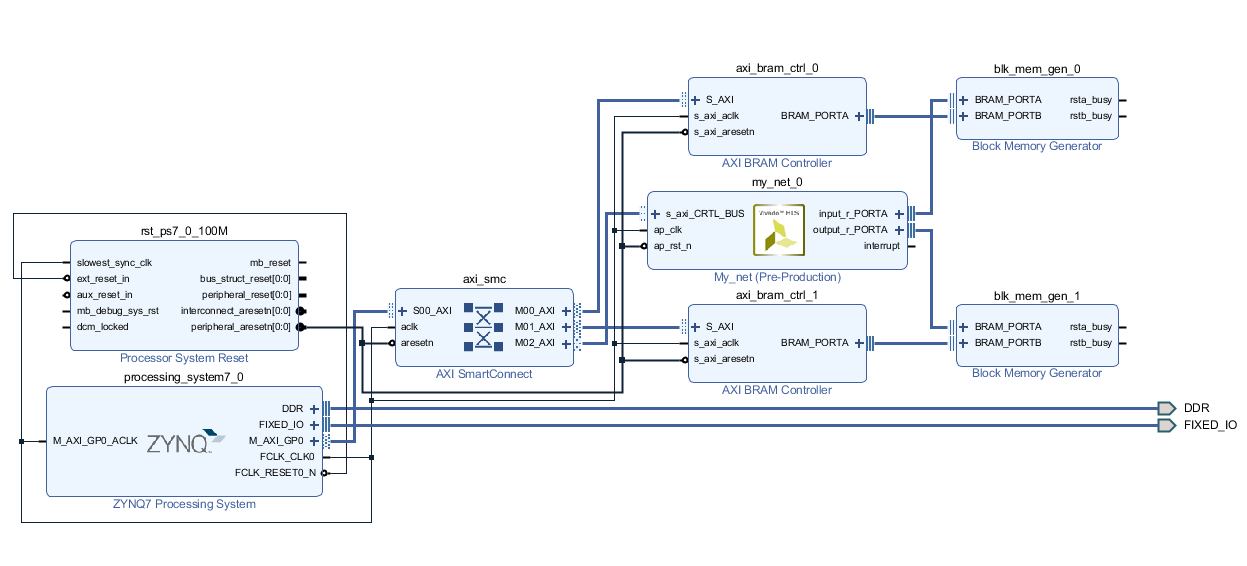 axi_bram_ctrl_0
S_AXI
s_axi_aclk
s_axi_aresetn
BRAM_PORTA
AXI BRAM Controller
blk_mem_gen_0
BRAM_PORTA
BRAM_PORTB
rsta_busy
rstb_busy
Block Memory Generator
my_net_0
s_axi_CRTL_BUS
ap_clk
ap_rst_n
Vivado™ HLS
input_r_PORTA
output_r_PORTA
interrupt
My_net (Pre-Production)
rst_ps7_0_100M
slowest_sync_clk
ext_reset_in
aux_reset_in
mb_debug_sys_rst
dcm_locked
mb_reset
bus_struct_reset[0:0]
peripheral_reset[0:0]
interconnect_aresetn[0:0]
peripheral_aresetn[0:0]
Processor System Reset
axi_smc
S00_AXI
aclk
aresetn
M00_AXI
M01_AXI
M02_AXI
AXI SmartConnect
axi_bram_ctrl_1
S_AXI
s_axi_aclk
s_axi_aresetn
BRAM_PORTA
AXI BRAM Controller
blk_mem_gen_1
BRAM_PORTA
BRAM_PORTB
rsta_busy
rstb_busy
Block Memory Generator
processing_system7_0
M_AXI_GP0_ACLK
ZYNQ
DDR
FIXED_IO
M_AXI_GP0
FCLK_CLK0
FCLK_RESET0_N
ZYNQ7 Processing System
DDR
FIXED_IO